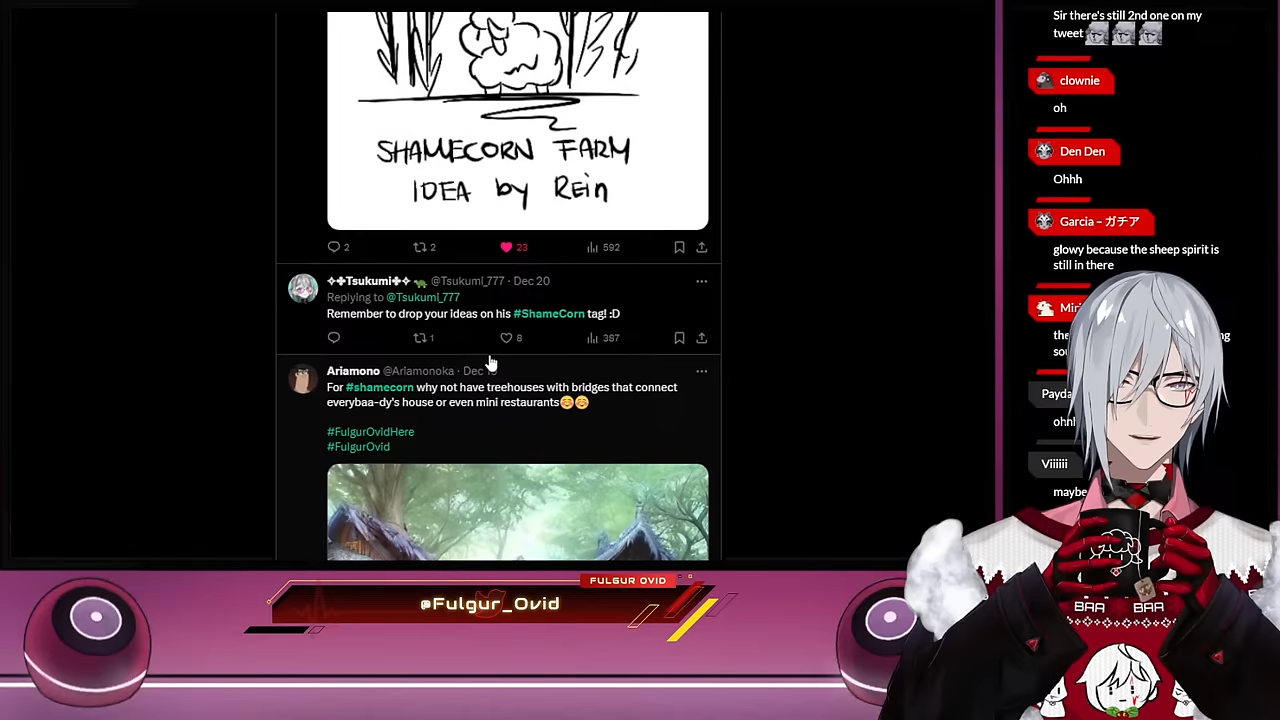 SHAMECORN FARM
IDEA by Rein
2
2
23
592
✧✤Tsukumi✤✧ 🐢 @Tsukumi_777 · Dec 20
Replying to @Tsukumi_777
Remember to drop your ideas on his #ShameCorn tag! :D
1
8
387
Ariamono @Ariamonoka · Dec
For #shamecorn why not have treehouses with bridges that connect
everybaa-dy's house or even mini restaurants☺️☺️
#FulgurOvidHere
#FulgurOvid
Sir there's still 2nd one on my
tweet
clownie
oh
Den Den
Ohhh
Garcia – ガチア
glowy because the sheep spirit is
still in there
Viiiiii
maybe
FULGUR OVID
@Fulgur_Ovid
BAA BAA